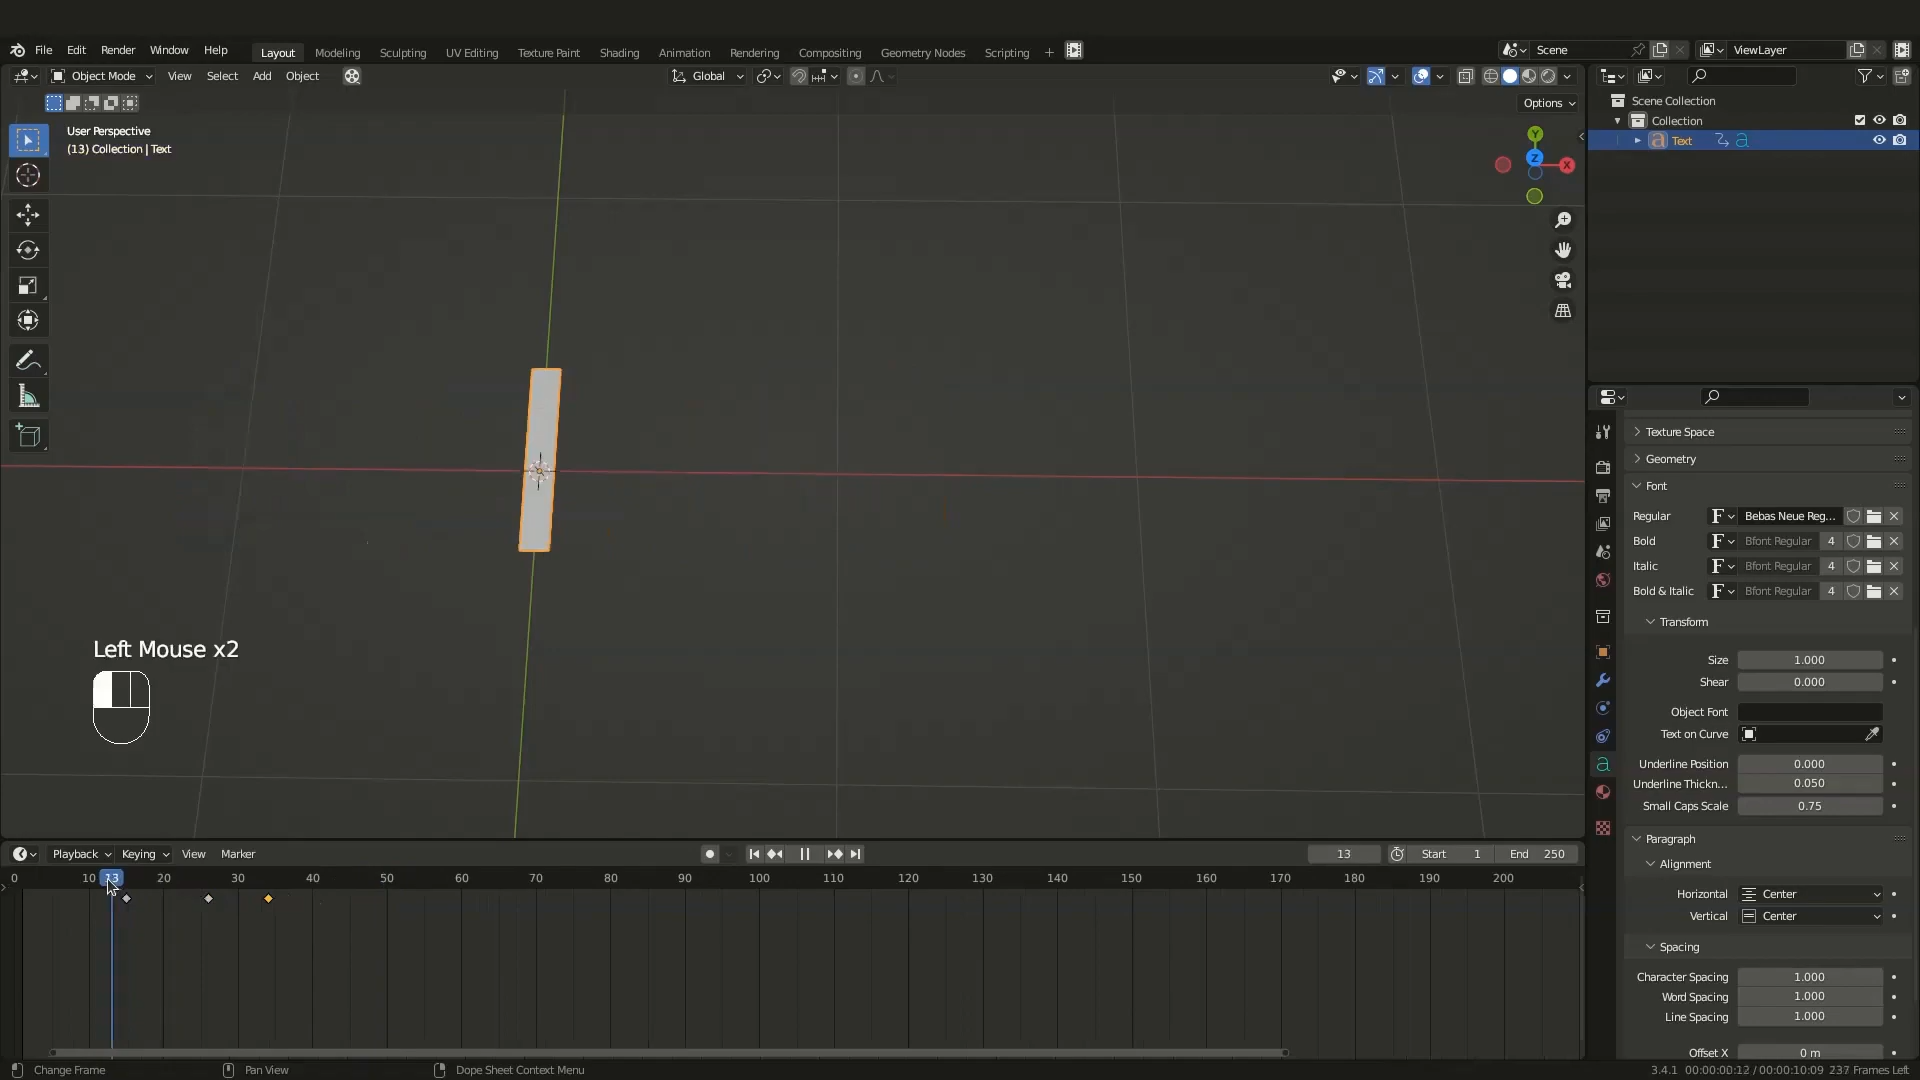 File Edit Render Window Help Layout Modeling Sculpting UV Editing Texture Paint Shading Animation Rendering Compositing Geometry Nodes Scripting + Scene ViewLayer
Object Mode View Select Add Object Global
Options
User Perspective
(13) Collection | Text
Y
Z
X
Scene Collection
Collection
Text
Texture Space
Geometry
Font
Regular Bebas Neue Reg...
Bold Bfont Regular 4
Italic Bfont Regular 4
Bold & Italic Bfont Regular 4
Transform
Size 1.000
Shear 0.000
Object Font
Text on Curve
Underline Position 0.000
Underline Thickn... 0.050
Small Caps Scale 0.75
Paragraph
Alignment
Horizontal Center
Vertical Center
Spacing
Character Spacing 1.000
Word Spacing 1.000
Line Spacing 1.000
Offset X 0 m
Left Mouse x2
Playback Keying View Marker 13 Start 1 End 250
0 10 13 20 30 40 50 60 70 80 90 100 110 120 130 140 150 160 170 180 190 200
Change Frame Pan View Dope Sheet Context Menu 3.4.1 00:00:00:12 / 00:00:10:09 237 Frames Left